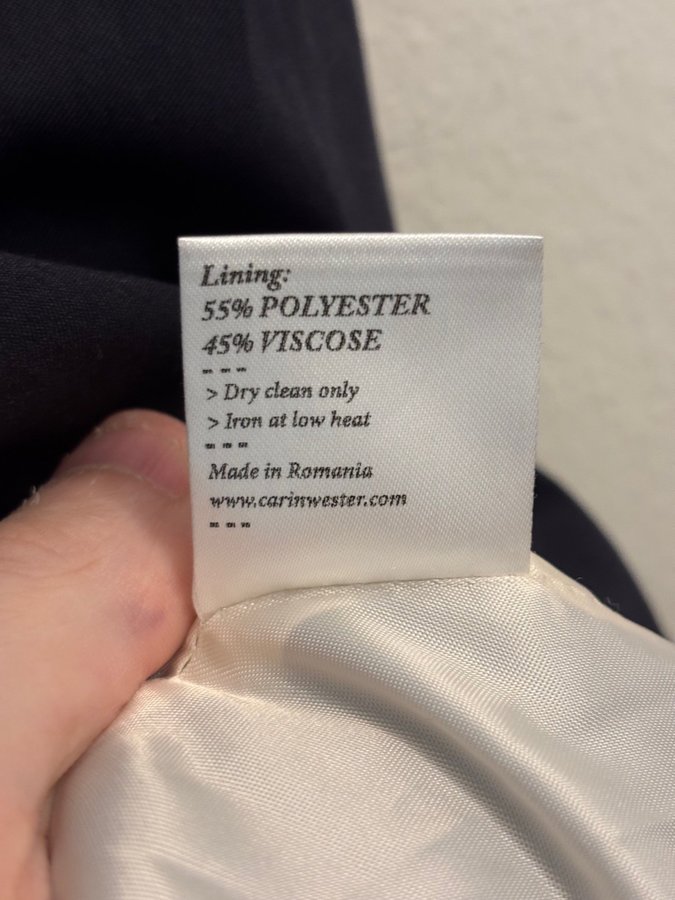 Lining:
55% POLYESTER
45% VISCOSE
---
> Dry clean only
> Iron at low heat
---
Made in Romania
www.carinwester.com
---